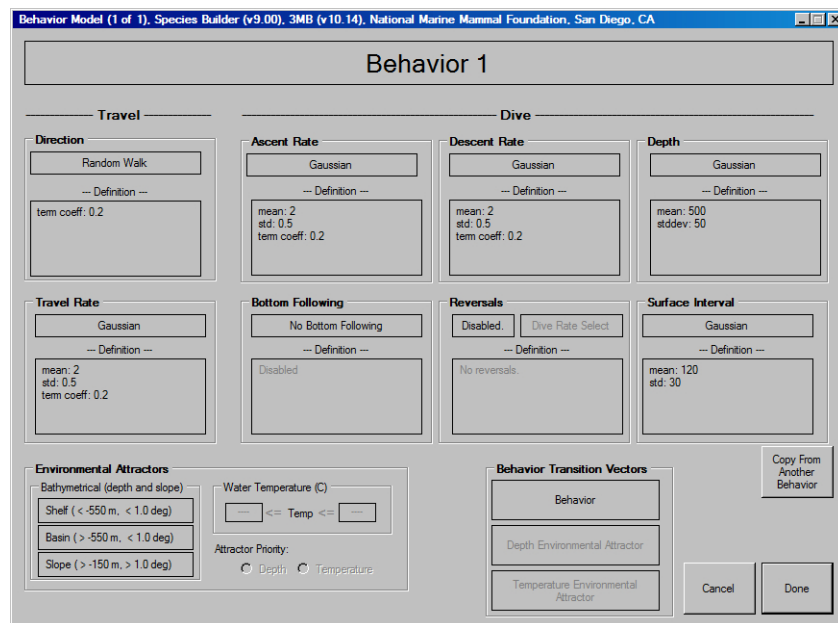 Behavior Model (1 of 1), Species Builder (v9.00), 3MB (v10.14), National Marine Mammal Foundation, San Diego, CA
Behavior 1
Travel
Dive
Direction
Random Walk
--- Definition ---
term coeff: 0.2
Ascent Rate
Gaussian
--- Definition ---
mean: 2
std: 0.5
term coeff: 0.2
Descent Rate
Gaussian
--- Definition ---
mean: 2
std: 0.5
term coeff: 0.2
Depth
Gaussian
--- Definition ---
mean: 500
stddev: 50
Travel Rate
Gaussian
--- Definition ---
mean: 2
std: 0.5
term coeff: 0.2
Bottom Following
No Bottom Following
--- Definition ---
Disabled
Reversals
Disabled. Dive Rate Select
--- Definition ---
No reversals.
Surface Interval
Gaussian
--- Definition ---
mean: 120
std: 30
Environmental Attractors
Bathymetrical (depth and slope)
Shelf ( < -550 m, < 1.0 deg)
Basin ( > -550 m, < 1.0 deg)
Slope ( > -150 m, > 1.0 deg)
Water Temperature (C)
--- <= Temp <= ---
Attractor Priority:
Depth Temperature
Behavior Transition Vectors
Behavior
Depth Environmental Attractor
Temperature Environmental
Attractor
Copy From
Another
Behavior
Cancel
Done